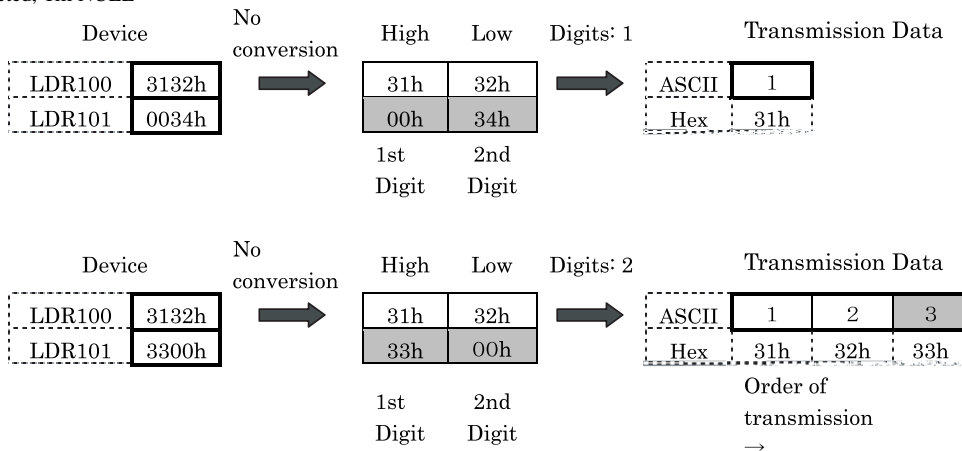 No
Device High Low Digits: 1 Transmission Data
conversion
LDR100 3132h 31h 32h ASCII 1
LDR101 0034h 00h 34h Hex 31h
1st 2nd
Digit Digit
No
Device High Low Digits: 2 Transmission Data
conversion
LDR100 3132h 31h 32h ASCII 1 2 3
LDR101 3300h 33h 00h Hex 31h 32h 33h
Order of
1st 2nd transmission
Digit Digit →